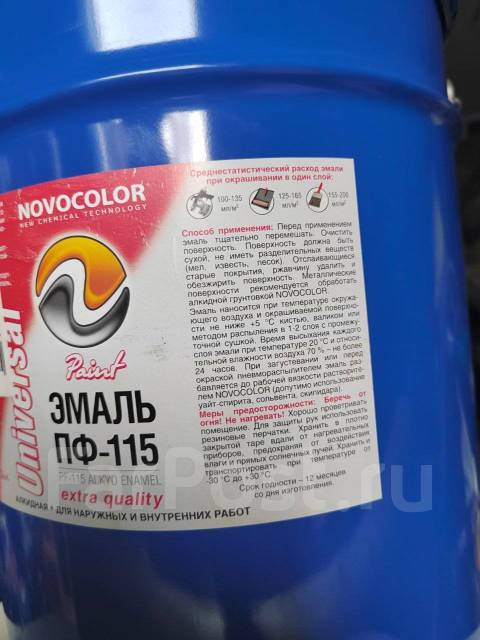 NOVOCOLOR
NEW CHEMICAL TECHNOLOGY
Universal
Paint
ЭМАЛЬ
ПФ-115
PF-115 ALKYD ENAMEL
extra quality
АЛКИДНАЯ • ДЛЯ НАРУЖНЫХ И ВНУТРЕННИХ РАБОТ
Среднестатистический расход эмали
при окрашивании в один слой:
100-135
мл/м²
125-165
мл/м²
155-200
мл/м²
Способ применения: Перед применением
эмаль тщательно перемешать. Очистить
поверхность. Поверхность должна быть
сухой, не иметь разделительных веществ
(мел, известь, песок). Отслаивающиеся
старые покрытия, ржавчину удалить и
обезжирить поверхность. Металлические
поверхности рекомендуется обработать
алкидной грунтовкой NOVOCOLOR.
Эмаль наносится при температуре окружа-
ющего воздуха и окрашиваемой поверхнос-
ти не ниже +5 °С кистью, валиком или
методом распыления в 1-2 слоя с промежу-
точной сушкой. Время высыхания каждого
слоя эмали при температуре 20 °С и относи-
тельной влажности воздуха 70 % – не более
24 часов. При загустевании или перед
окраской пневмораспылителем эмаль разба-
вляется до рабочей вязкости растворите-
лем NOVOCOLOR (допустимо использование
уайт-спирита, сольвента, скипидара).
Меры предосторожности: Беречь от
огня! Не нагревать! Хорошо проветривать
помещение. Для защиты рук использовать
резиновые перчатки. Хранить в плотно
закрытой таре вдали от нагревательных
приборов, предохраняя от воздействия
влаги и прямых солнечных лучей. Хранить и
транспортировать при температуре от
-30 °С до +30 °С
Срок годности – 12 месяцев
со дня изготовления.